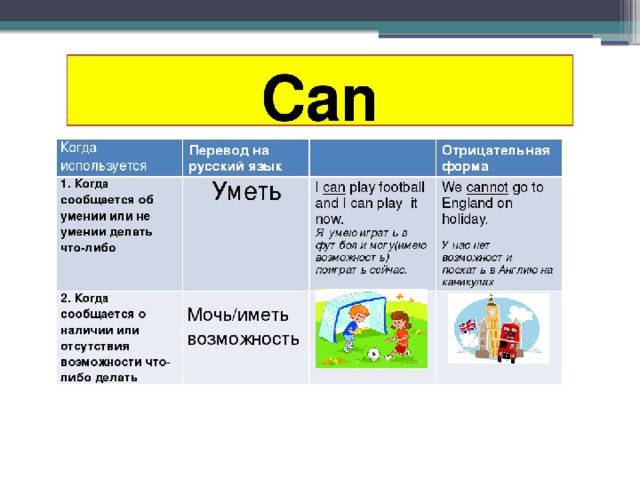 Can
Когда
используется
Перевод на
русский язык
Отрицательная
форма
1. Когда
сообщается об
умении или не
умении делать
что-либо
Уметь
I can play football
and I can play it
now.
Я умею играть в
футбол и могу(имею
возможность)
поиграть сейчас.
We cannot go to
England on
holiday.
У нас нет
возможности
поехать в Англию на
каникулах
2. Когда
сообщается о
наличии или
отсутствия
возможности что-
либо делать
Мочь/иметь
возможность